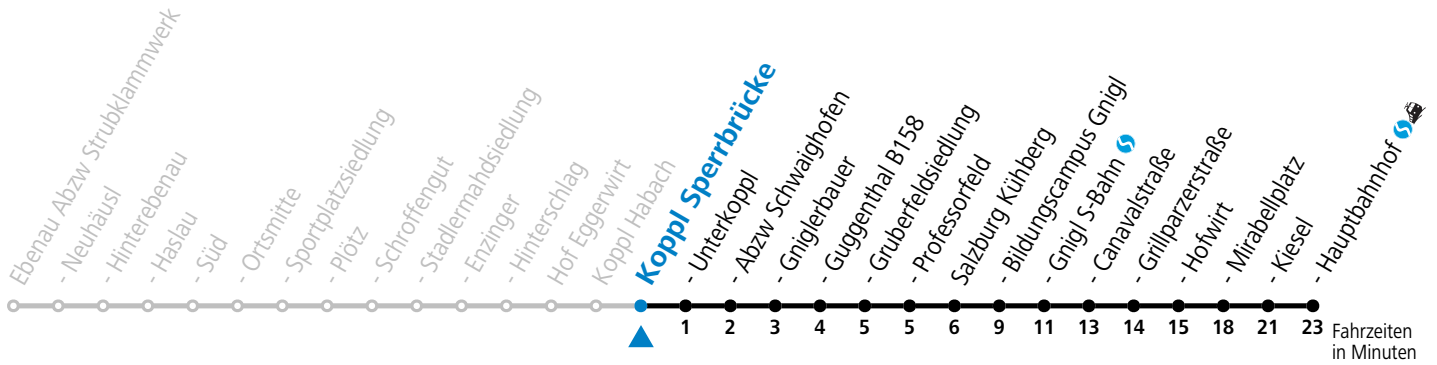 Ebenau Abzw Strubklammwerk
- Neuhäusl
- Hinterebenau
- Haslau
- Süd
- Ortsmitte
- Sportplatzsiedlung
- Plötz
- Schroffengut
- Stadlermahdsiedlung
- Enzinger
- Hinterschlag
Hof Eggerwirt
Koppl Habach
Koppl Sperrbrücke
- Unterkoppl
- Abzw Schwaighofen
- Gniglerbauer
- Guggenthal B158
- Gruberfeldsiedlung
- Professorfeld
Salzburg Kühberg
- Bildungscampus Gnigl
- Gnigl S-Bahn
- Canavalstraße
- Grillparzerstraße
- Hofwirt
- Mirabellplatz
- Kiesel
- Hauptbahnhof
1 2 3 4 5 5 6 9 11 13 14 15 18 21 23 Fahrzeiten
in Minuten